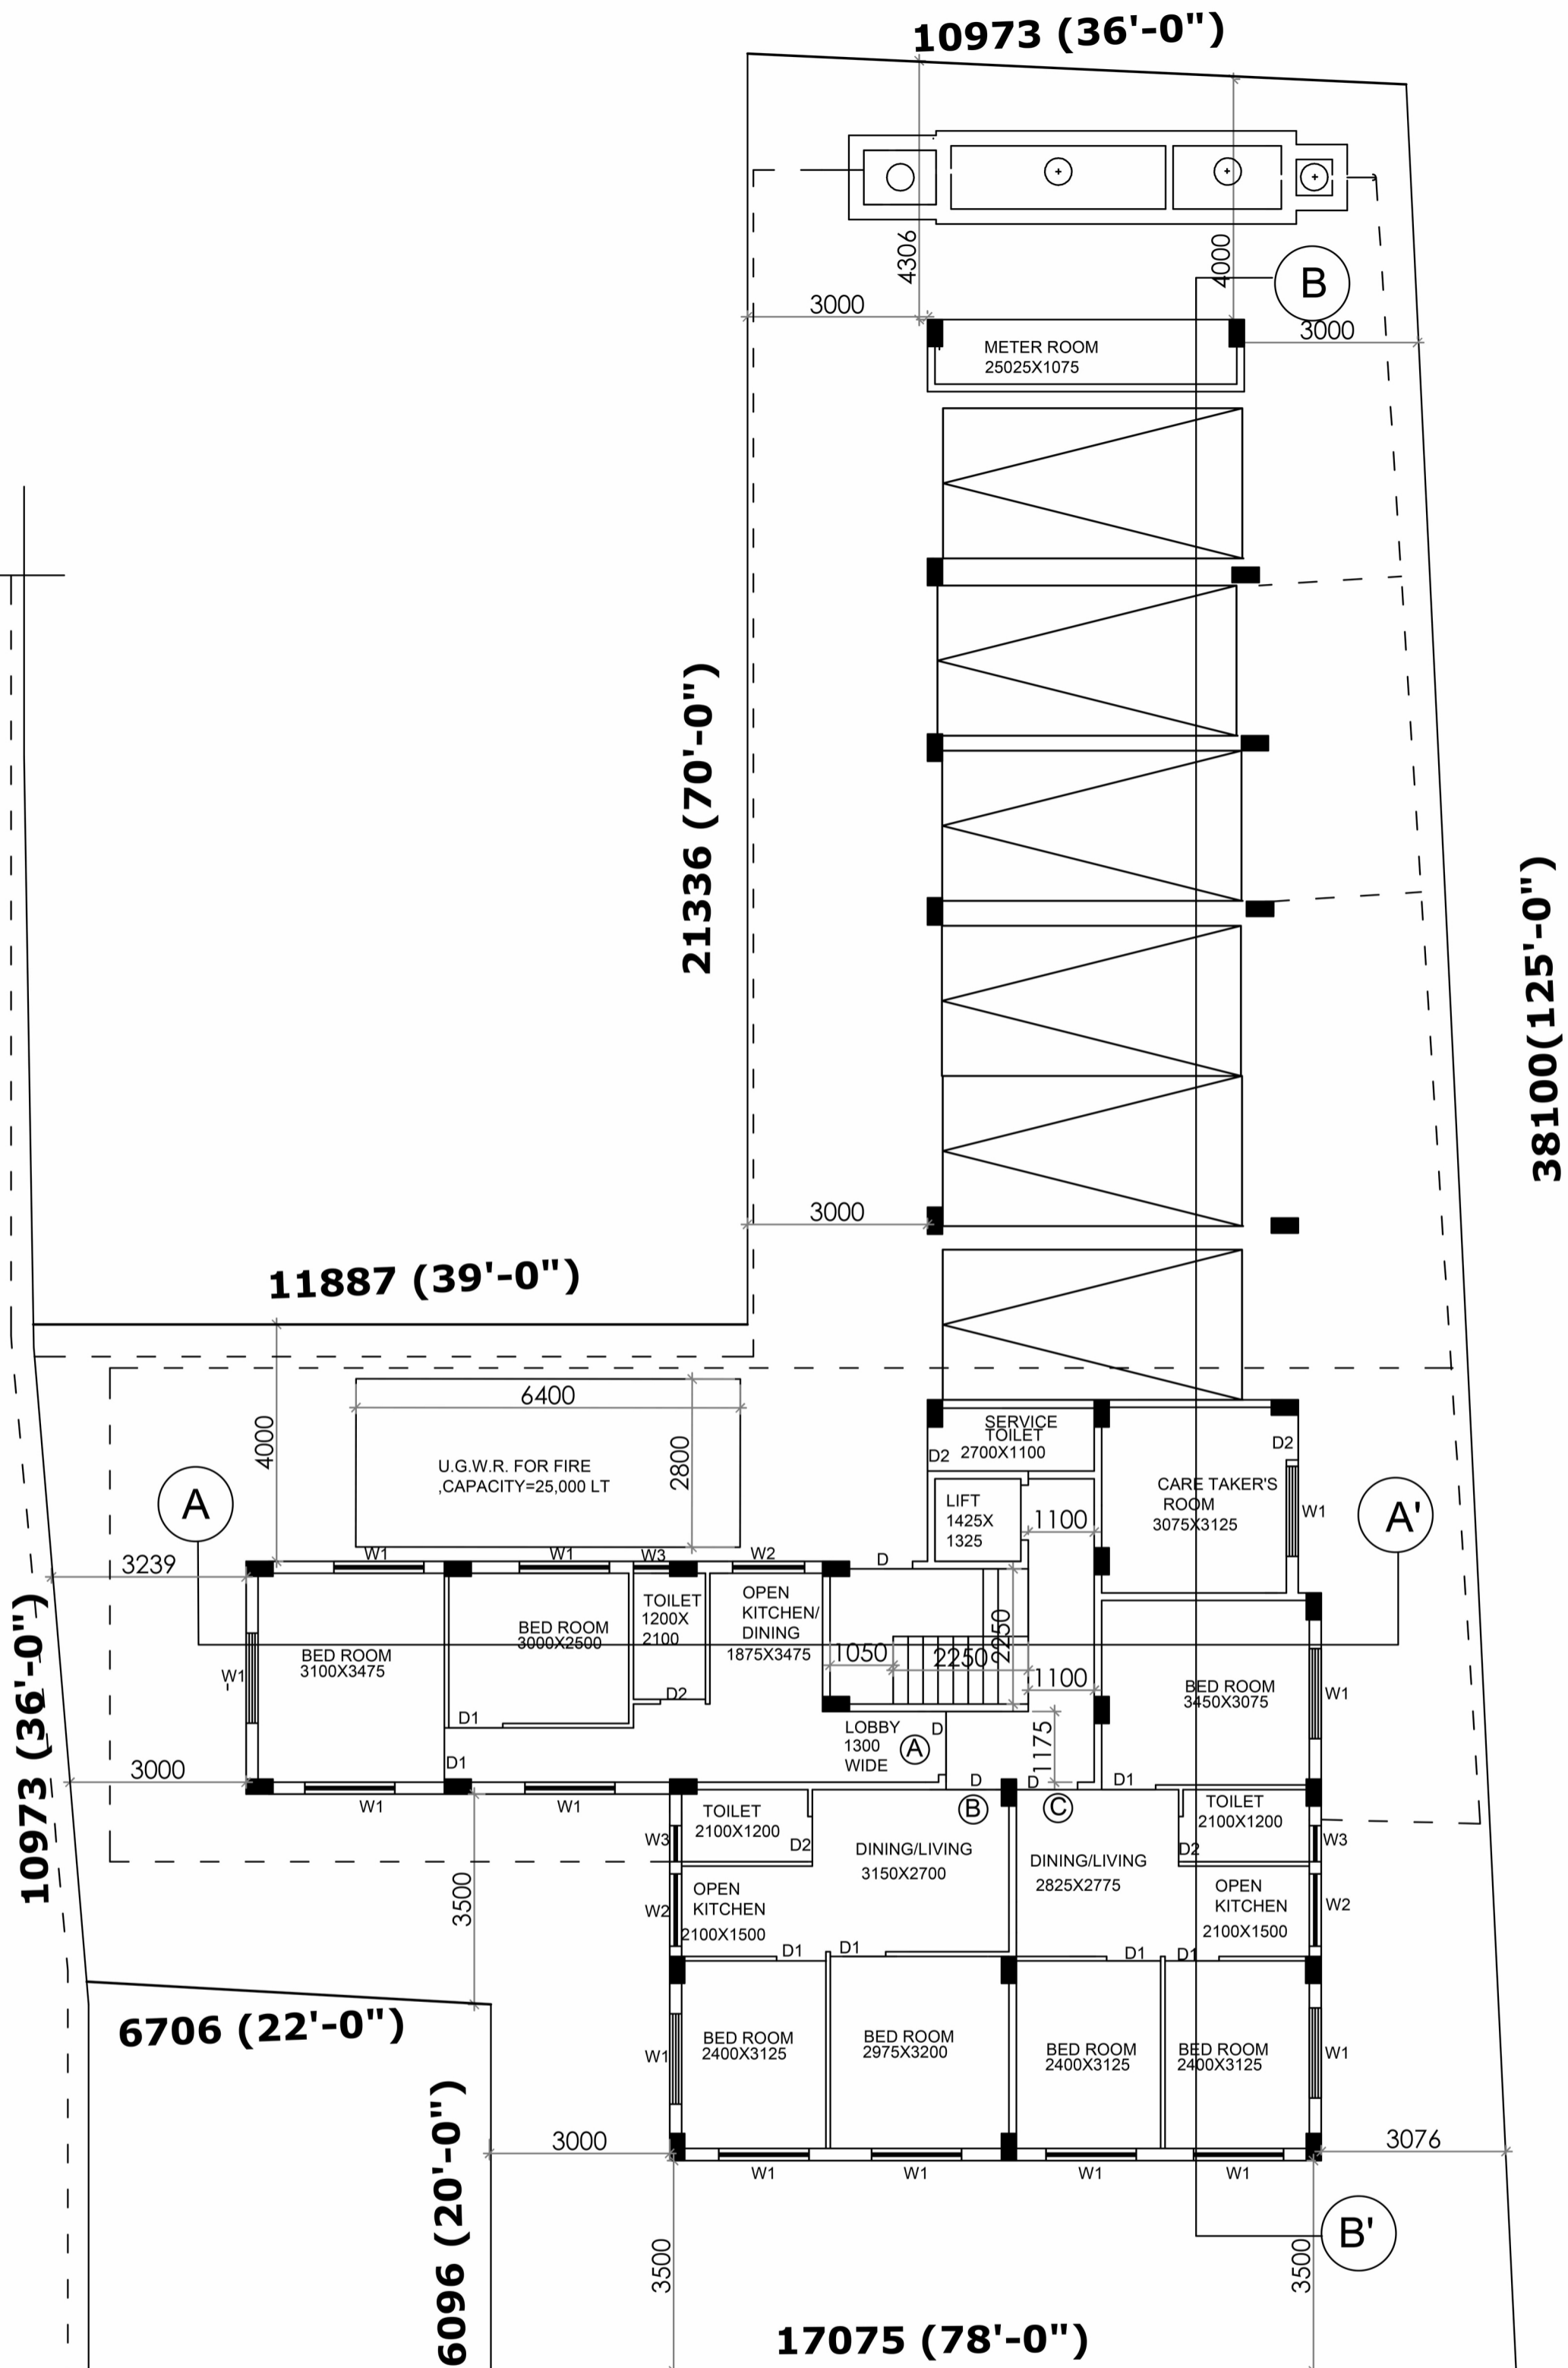 10973 (36'-0")
4306
4000
B
3000
3000
METER ROOM
25025X1075
21336 (70'-0")
38100(125'-0")
3000
11887 (39'-0")
6400
4000
2800
U.G.W.R. FOR FIRE
,CAPACITY=25,000 LT
SERVICE
TOILET
2700X1100
D2
D2
CARE TAKER'S
ROOM
3075X3125
W1
LIFT
1425X
1325
1100
A
A'
3239
W1
W1
W3
W2
D
TOILET
1200X
2100
OPEN
KITCHEN/
DINING
1875X3475
BED ROOM
3000X2500
BED ROOM
3100X3475
W1
1050
2250
2250
1100
BED ROOM
3450X3075
W1
D2
D1
D1
LOBBY
1300
WIDE
A
D
1175
10973 (36'-0")
3000
W1
W1
D
D
D1
B
C
TOILET
2100X1200
D2
W3
DINING/LIVING
3150X2700
DINING/LIVING
2825X2775
TOILET
2100X1200
D2
W3
3500
OPEN
KITCHEN
2100X1500
W2
OPEN
KITCHEN
2100X1500
W2
D1
D1
D1
D1
6706 (22'-0")
BED ROOM
2400X3125
W1
BED ROOM
2975X3200
BED ROOM
2400X3125
BED ROOM
2400X3125
W1
3000
3076
W1
W1
W1
W1
6096 (20'-0")
B'
3500
3500
17075 (78'-0")